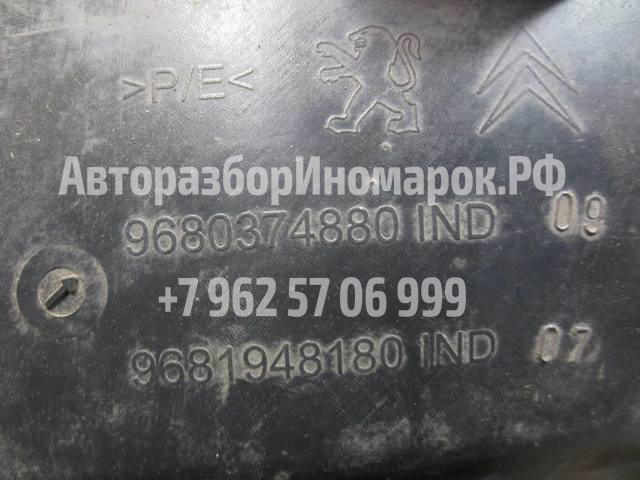 >P/E<
АвторазборИномарок.РФ
9680374880 IND 09
+7 962 57 06 999
9681948180 IND 07